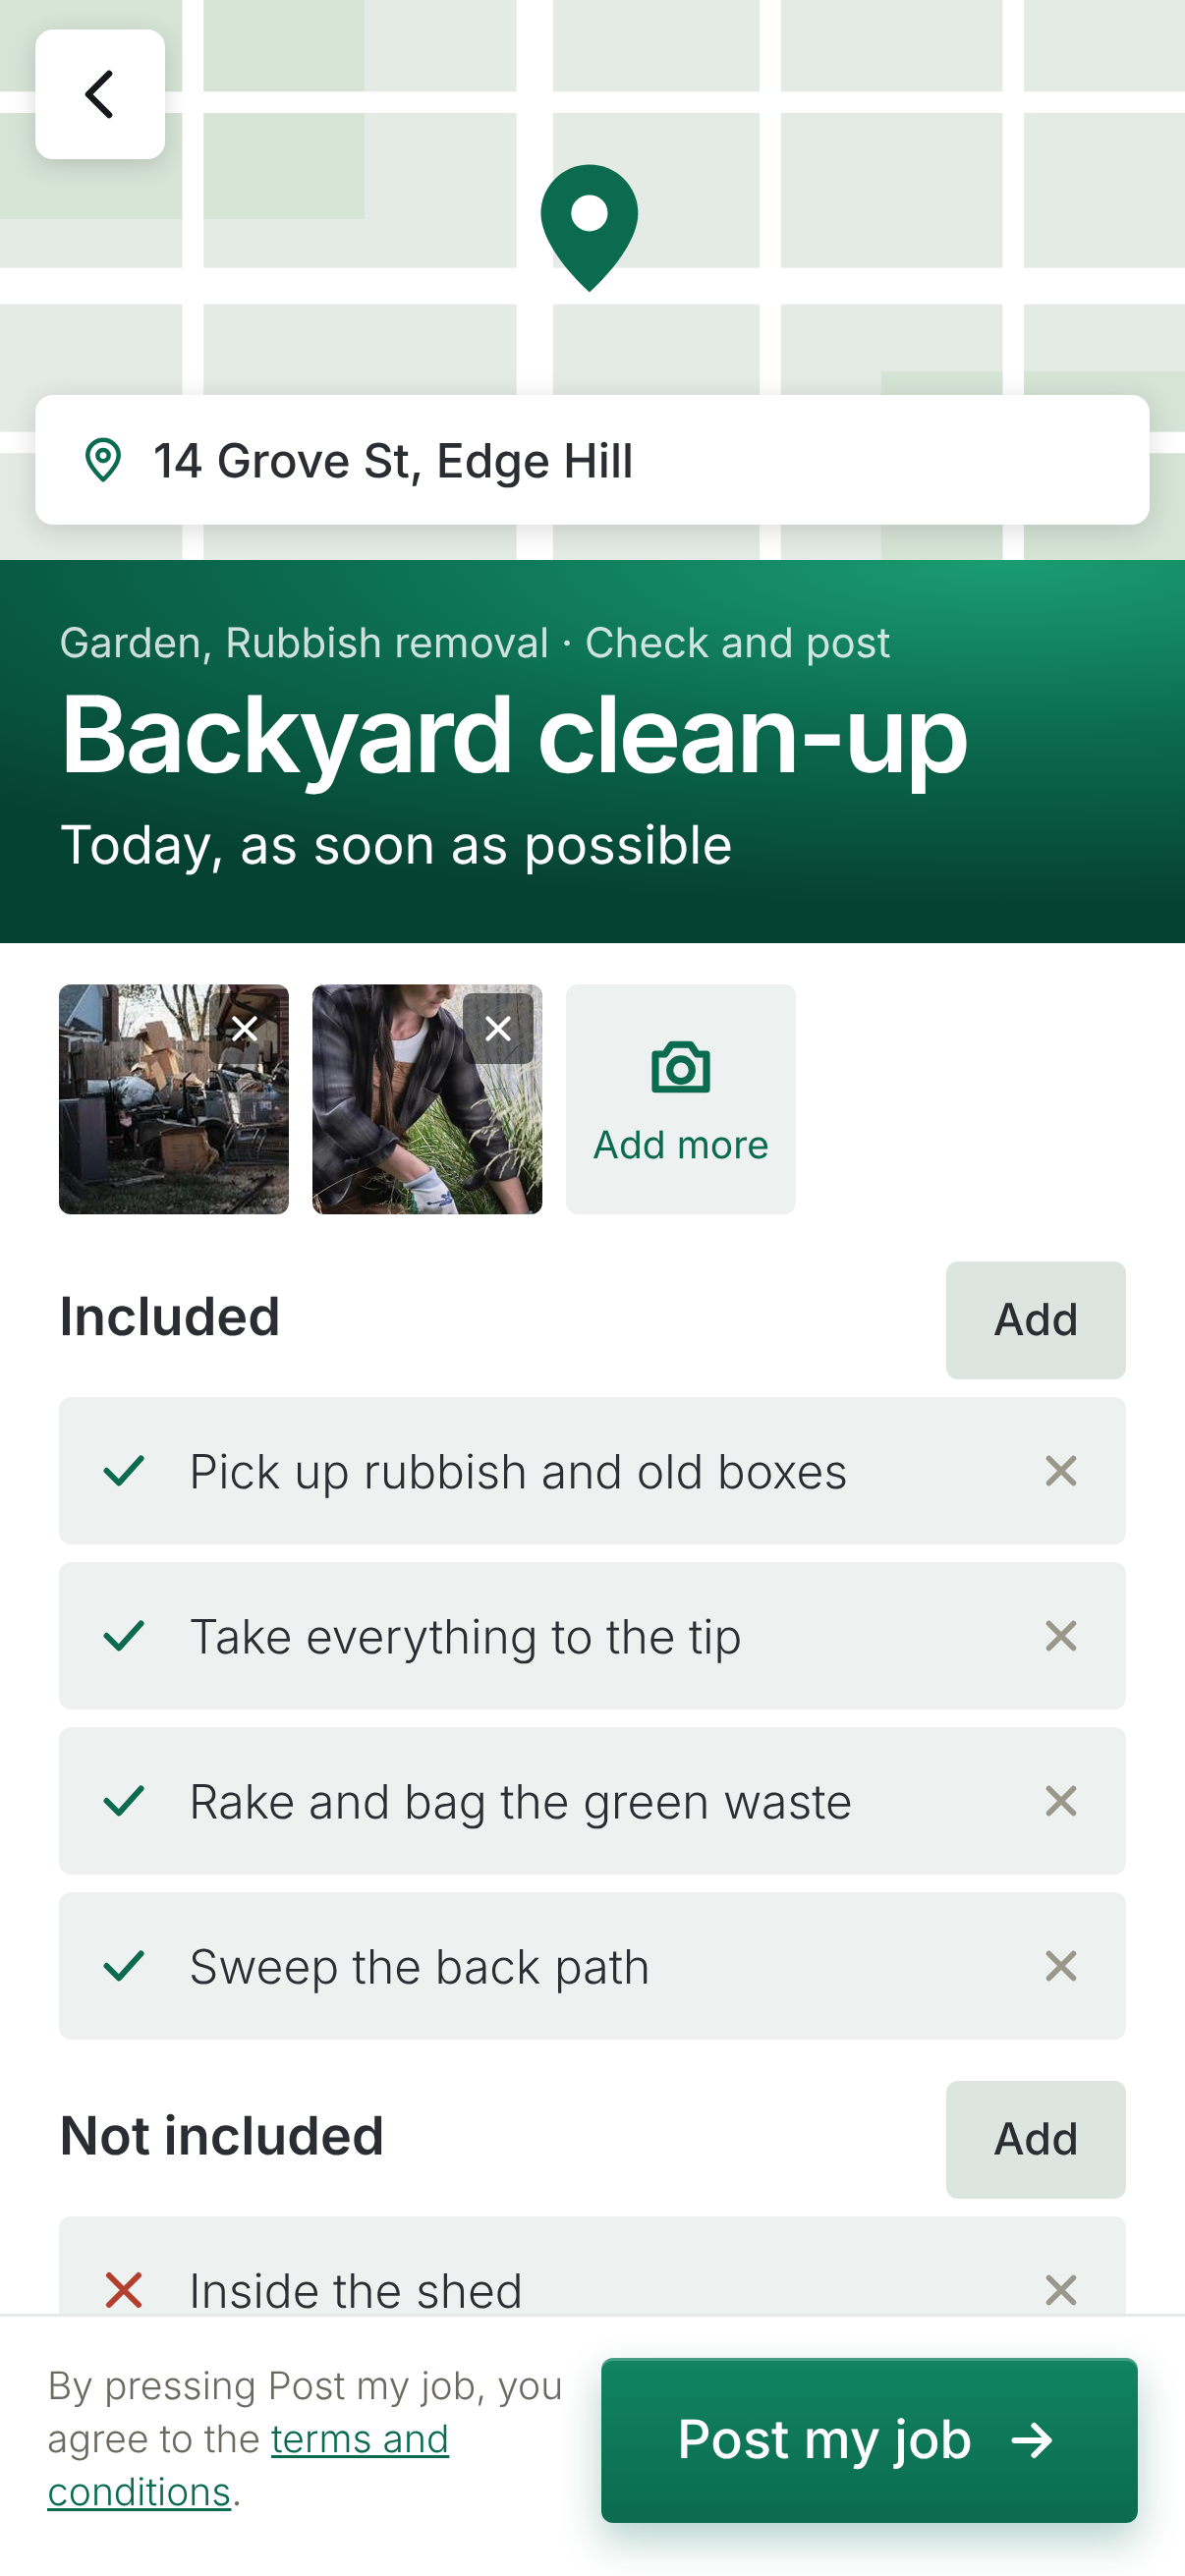 14 Grove St, Edge Hill
Garden, Rubbish removal · Check and post
Backyard clean-up
Today, as soon as possible
Add more
Included
Add
Pick up rubbish and old boxes
Take everything to the tip
Rake and bag the green waste
Sweep the back path
Not included
Add
Inside the shed
By pressing Post my job, you
agree to the terms and
conditions.
Post my job